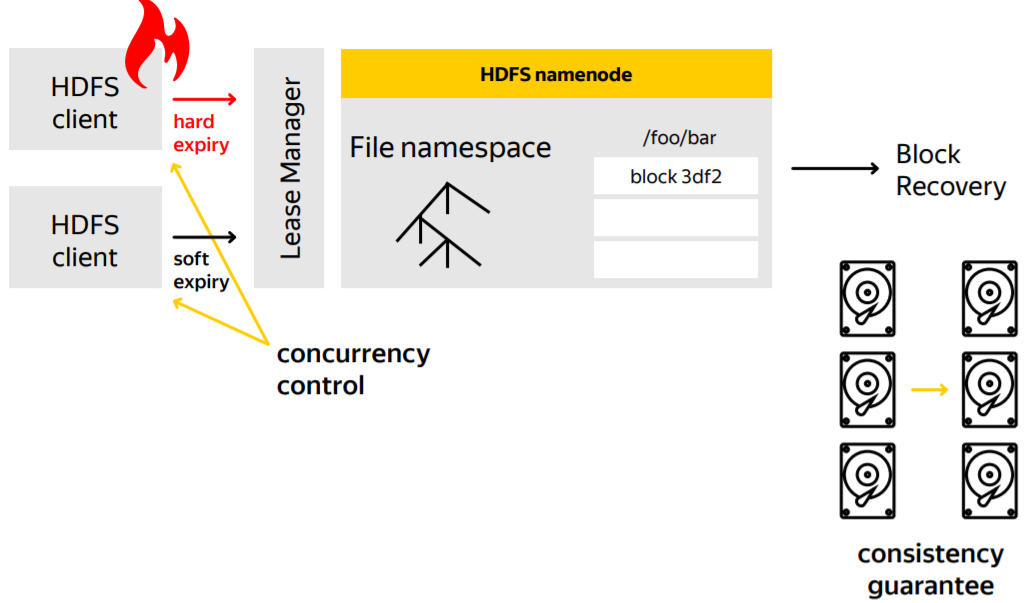 HDFS
client
hard
expiry
HDFS
client
soft
expiry
Lease Manager
HDFS namenode
File namespace
/foo/bar
block 3df2
Block
Recovery
concurrency
control
consistency
guarantee